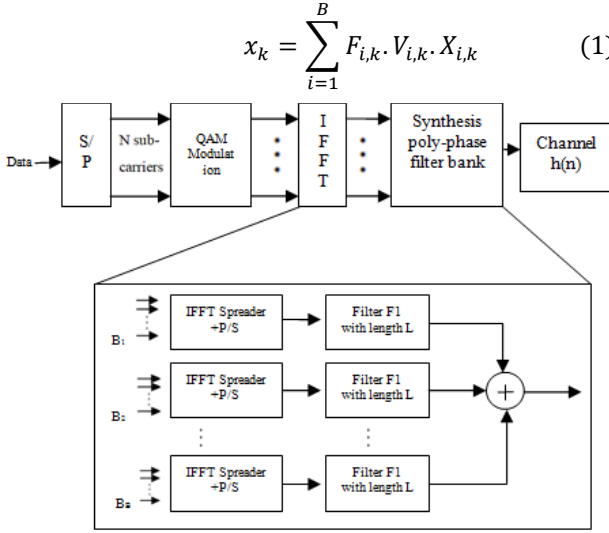 x_k = \sum_{i=1}^{B} F_{i,k} . V_{i,k} . X_{i,k} (1)
Data
S/
P
N sub-
carriers
QAM
Modulat
ion
I
F
F
T
Synthesis
poly-phase
filter bank
Channel
h(n)
B₁
IFFT Spreader
+P/S
Filter F1
with length L
B₂
IFFT Spreader
+P/S
Filter F1
with length L
+
B_B
IFFT Spreader
+P/S
Filter F1
with length L